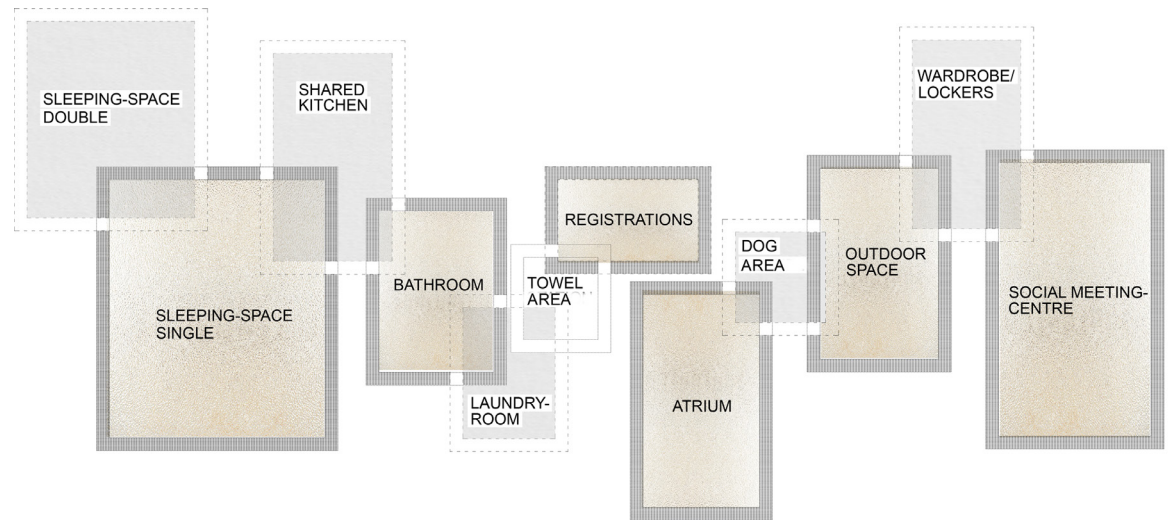 SLEEPING-SPACE
DOUBLE
SHARED
KITCHEN
WARDROBE/
LOCKERS
REGISTRATIONS
DOG
AREA
OUTDOOR
SPACE
BATHROOM
TOWEL
AREA
SLEEPING-SPACE
SINGLE
SOCIAL MEETING-
CENTRE
LAUNDRY-
ROOM
ATRIUM